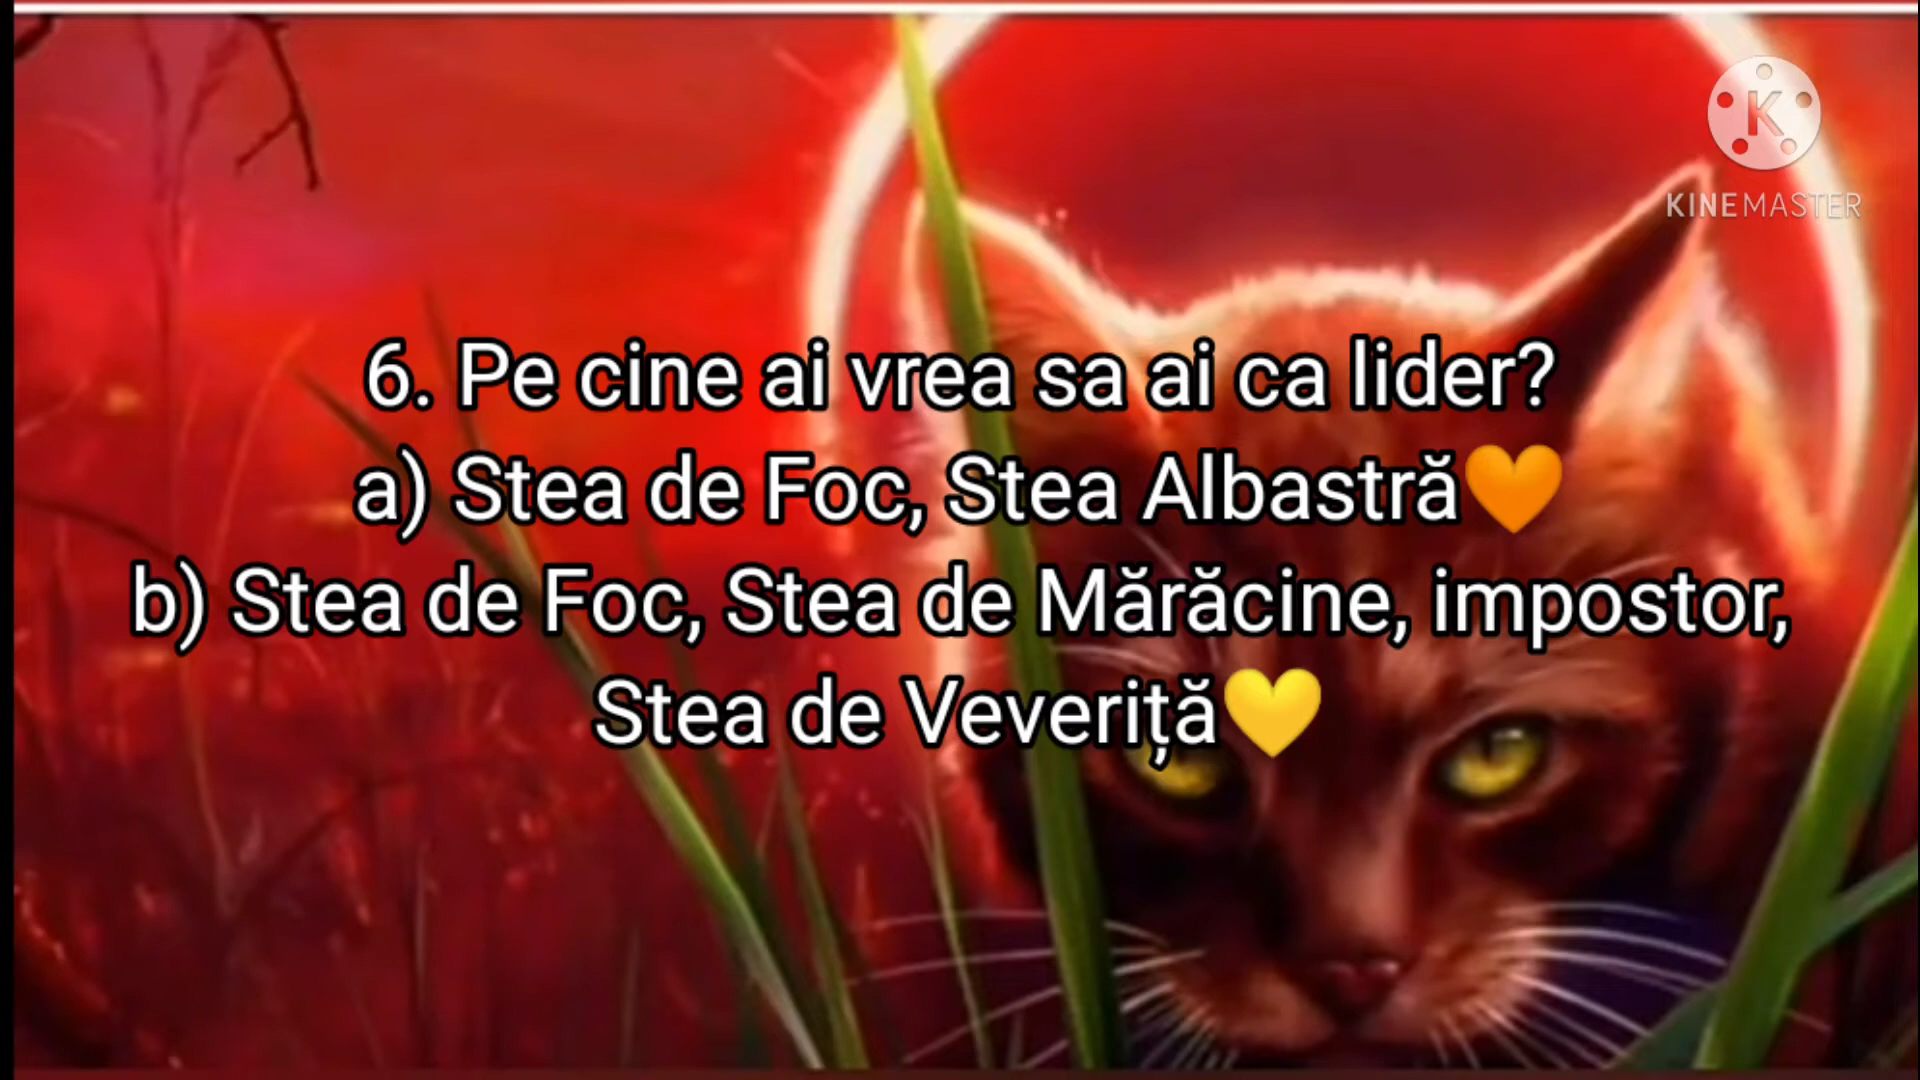 K
KINEMASTER
6. Pe cine ai vrea sa ai ca lider?
a) Stea de Foc, Stea Albastră🧡
b) Stea de Foc, Stea de Mărăcine, impostor,
Stea de Veveriță💛